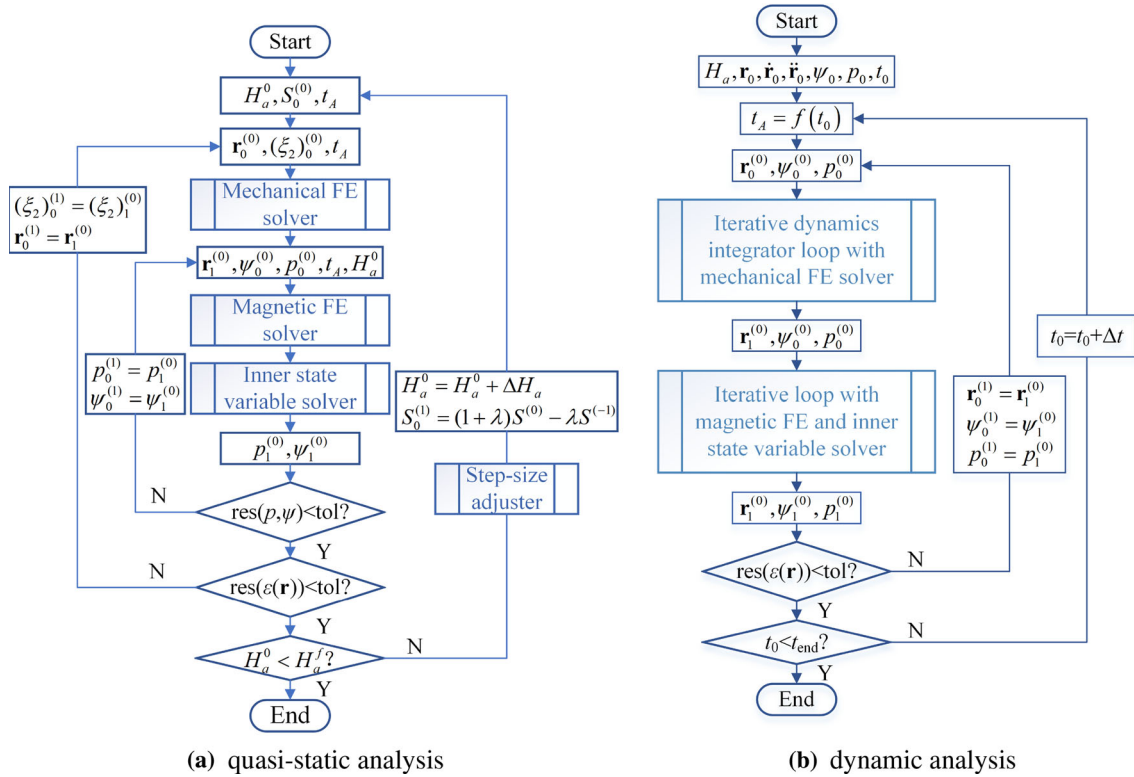 Start
H_a^0, S_0^{(0)}, t_A
r_0^{(0)}, (ξ_2)_0^{(0)}, t_A
Mechanical FE
solver
(ξ_2)_0^{(1)} = (ξ_2)_1^{(0)}
r_0^{(1)} = r_1^{(0)}
r_1^{(0)}, ψ_0^{(0)}, p_0^{(0)}, t_A, H_a^0
Magnetic FE
solver
p_0^{(1)} = p_1^{(0)}
ψ_0^{(1)} = ψ_1^{(0)}
Inner state
variable solver
p_1^{(0)}, ψ_1^{(0)}
H_a^0 = H_a^0 + ΔH_a
S_0^{(1)} = (1 + λ)S^{(0)} − λS^{(−1)}
Step-size
adjuster
N
res(p,ψ)<tol?
Y
N
res(ε(r))<tol?
Y
H_a^0 < H_a^f?
N
Y
End
(a) quasi-static analysis
Start
H_a, r_0, ṙ_0, r̈_0, ψ_0, p_0, t_0
t_A = f(t_0)
r_0^{(0)}, ψ_0^{(0)}, p_0^{(0)}
Iterative dynamics
integrator loop with
mechanical FE solver
r_1^{(0)}, ψ_0^{(0)}, p_0^{(0)}
t_0=t_0+Δt
Iterative loop with
magnetic FE and inner
state variable solver
r_0^{(1)} = r_1^{(0)}
ψ_0^{(1)} = ψ_1^{(0)}
p_0^{(1)} = p_1^{(0)}
r_1^{(0)}, ψ_1^{(0)}, p_1^{(0)}
res(ε(r))<tol?
N
Y
t_0<t_end?
N
Y
End
(b) dynamic analysis